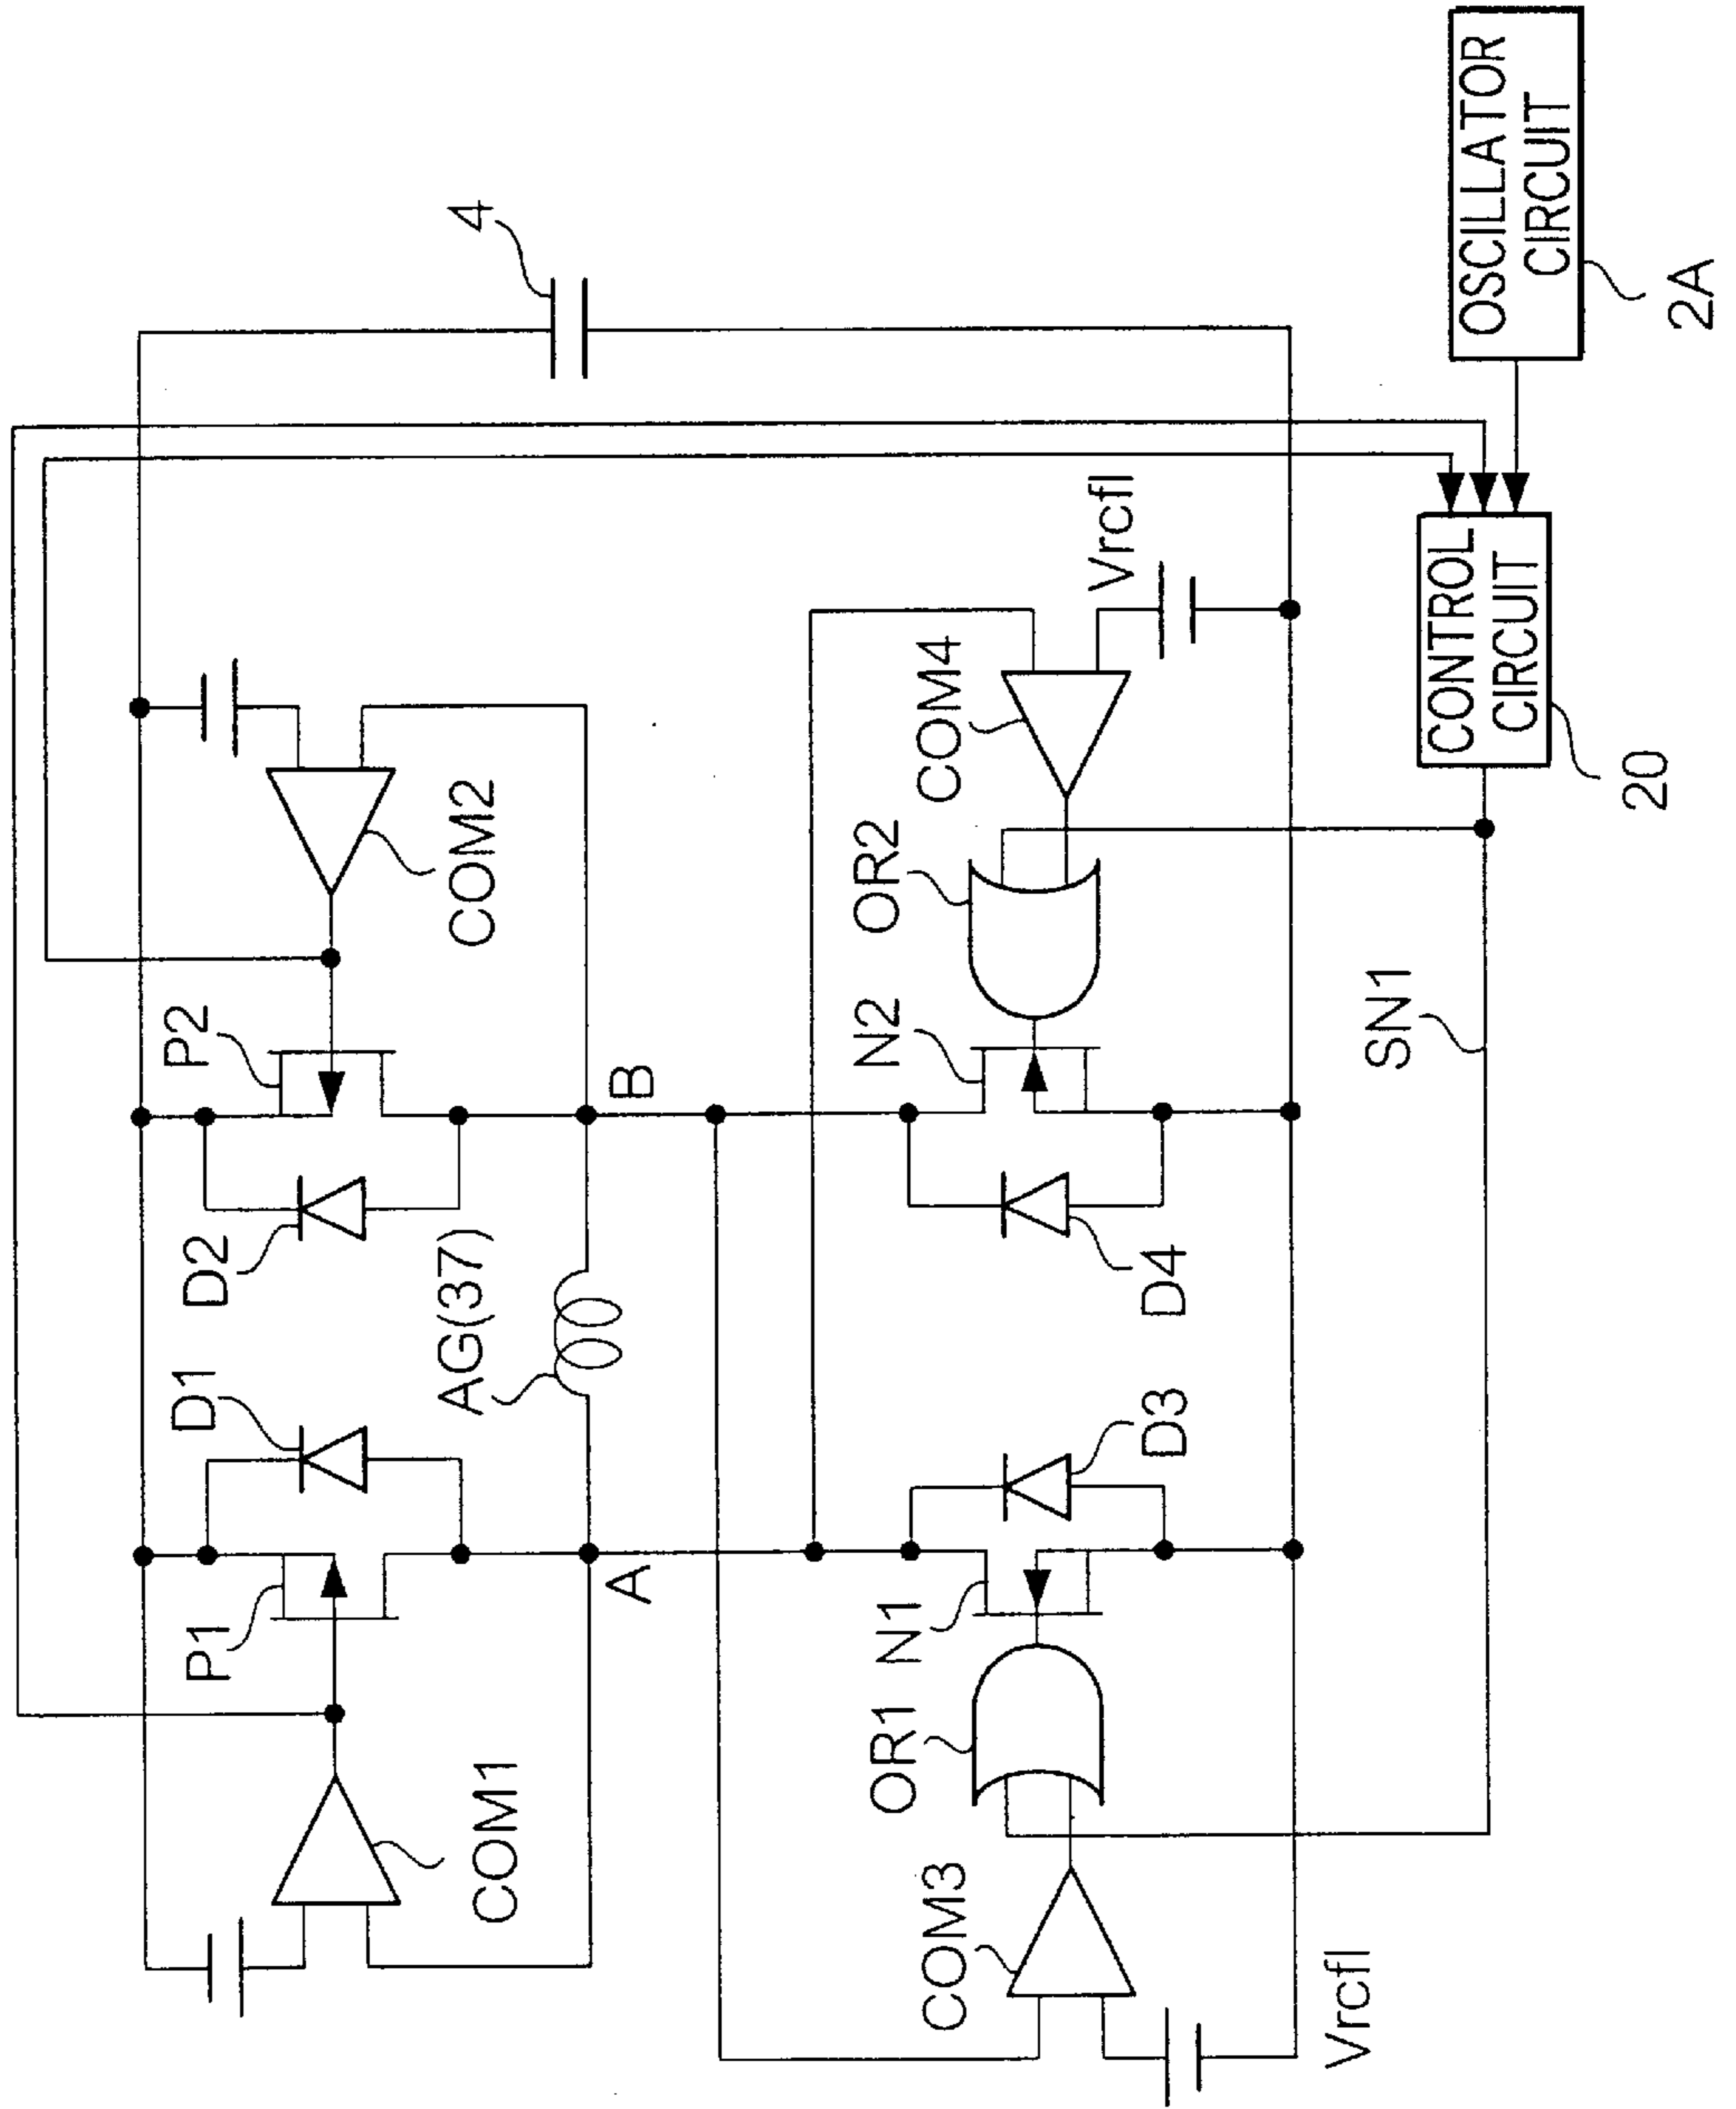 4
P2
D2
D1
P1
COM2
COM1
AG(37)
B
A
Vrcfl
COM4
OR2
N2
D4
D3
N1
OR1
COM3
Vrcfl
SN1
CONTROL
CIRCUIT
20
OSCILLATOR
CIRCUIT
2A